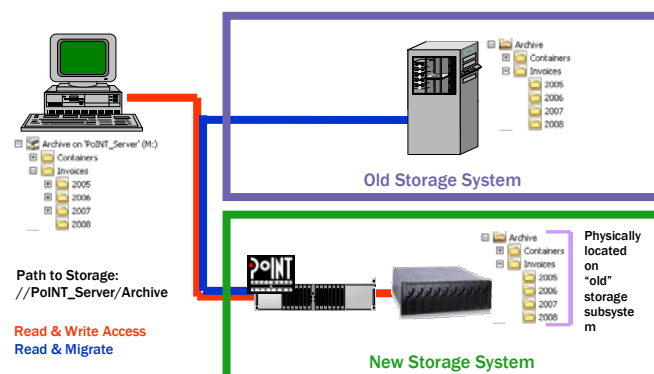 Archive
Containers
Invoices
2005
2006
2007
2008
Old Storage System
Archive on 'PoINT_Server' (M:)
Containers
Invoices
2005
2006
2007
2008
Path to Storage:
//PoINT_Server/Archive
Read & Write Access
Read & Migrate
PoINT
Archive
Containers
Invoices
2005
2006
2007
2008
Physically
located
on
“old”
storage
subsyste
m
New Storage System